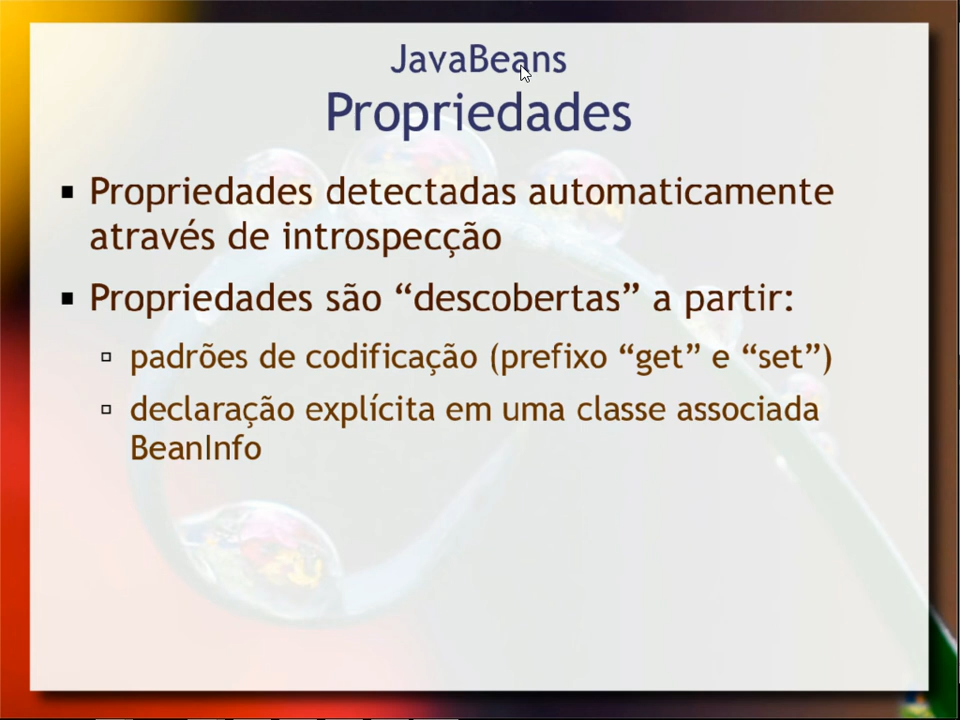 JavaBeans
Propriedades
▪ Propriedades detectadas automaticamente
através de introspecção
▪ Propriedades são “descobertas” a partir:
▫ padrões de codificação (prefixo “get” e “set”)
▫ declaração explícita em uma classe associada
BeanInfo